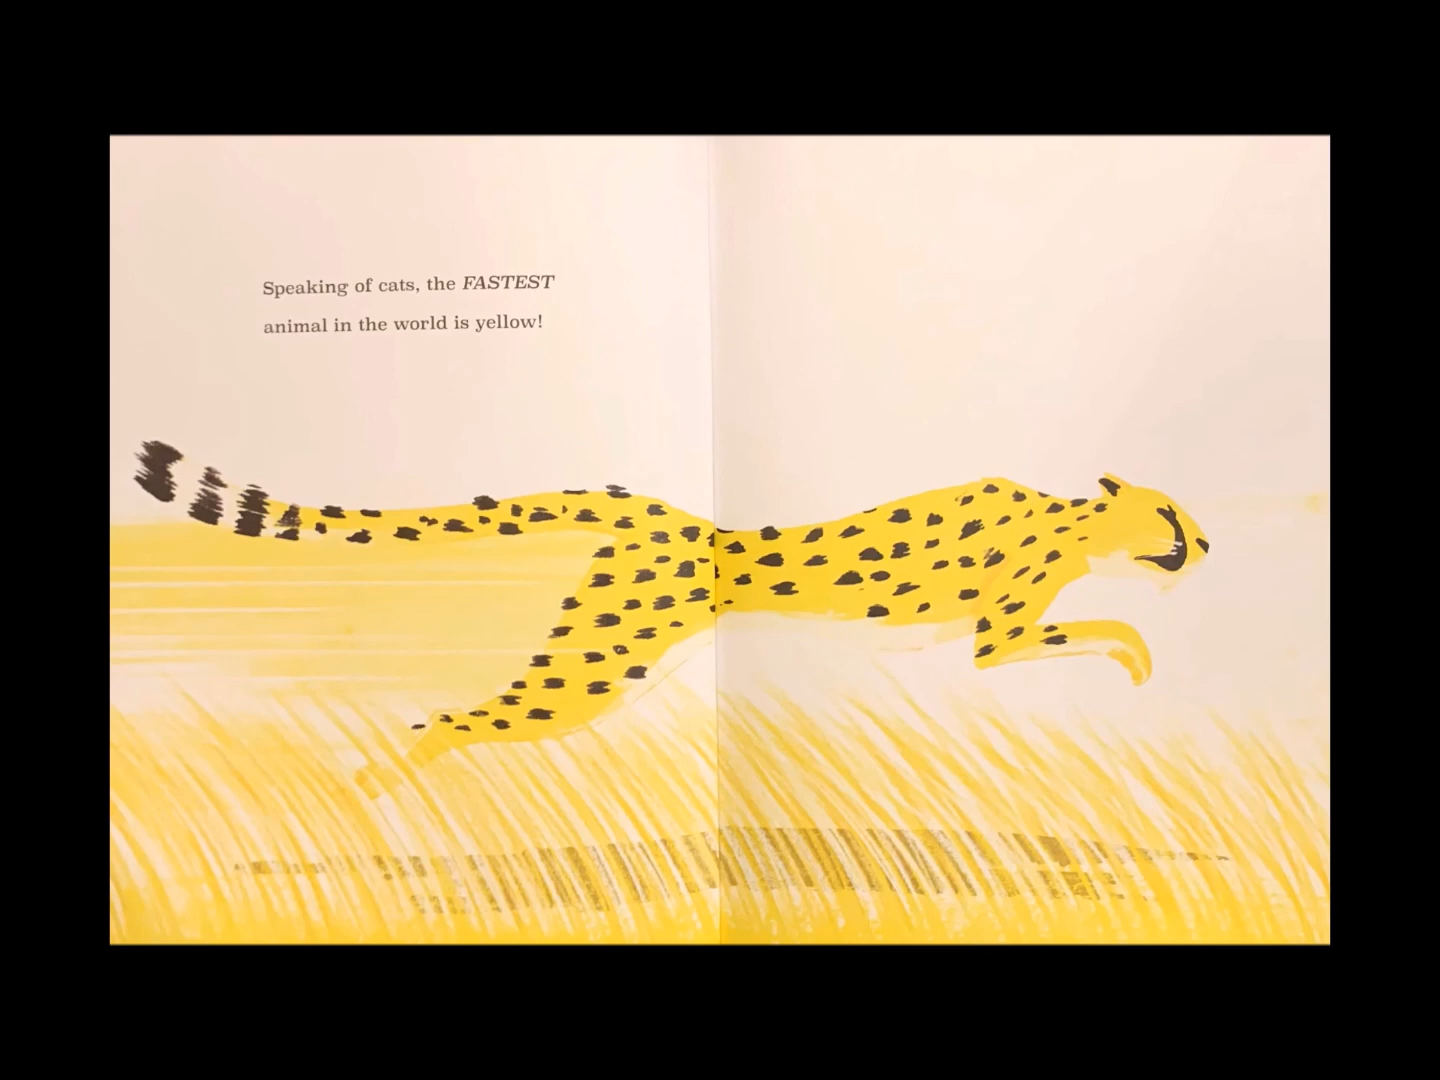 Speaking of cats, the FASTEST
animal in the world is yellow!